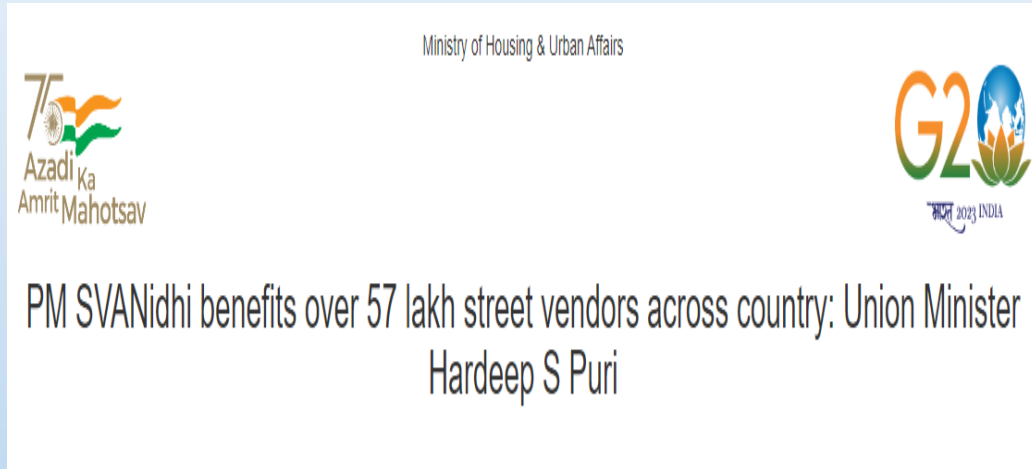 Ministry of Housing & Urban Affairs
75
Azadi Ka
Amrit Mahotsav
G20
भारत 2023 INDIA
PM SVANidhi benefits over 57 lakh street vendors across country: Union Minister
Hardeep S Puri